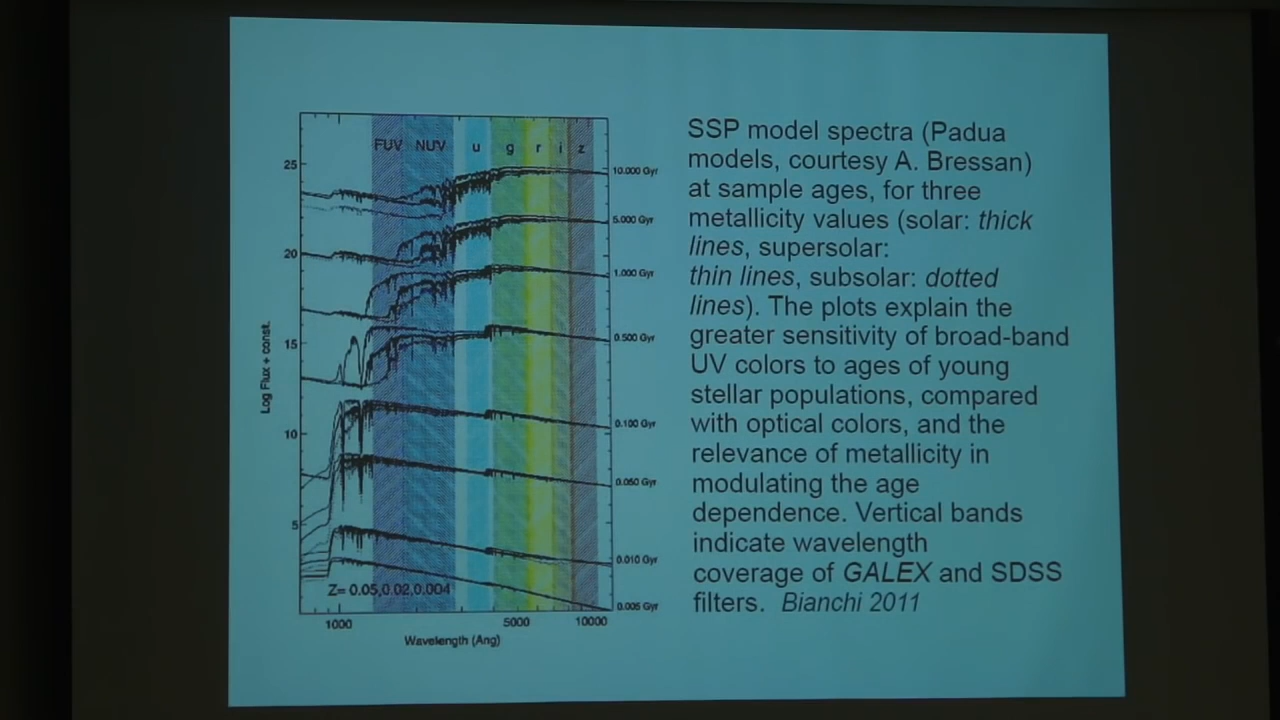 FUV NUV u g r i z
25
10.000 Gyr
5.000 Gyr
20
1.000 Gyr
0.500 Gyr
15
0.100 Gyr
10
0.050 Gyr
5
0.010 Gyr
Z= 0.05,0.02,0.004
0.005 Gyr
1000 5000 10000
Wavelength (Ang)
Log Flux + const.
SSP model spectra (Padua
models, courtesy A. Bressan)
at sample ages, for three
metallicity values (solar: thick
lines, supersolar:
thin lines, subsolar: dotted
lines). The plots explain the
greater sensitivity of broad-band
UV colors to ages of young
stellar populations, compared
with optical colors, and the
relevance of metallicity in
modulating the age
dependence. Vertical bands
indicate wavelength
coverage of GALEX and SDSS
filters. Bianchi 2011